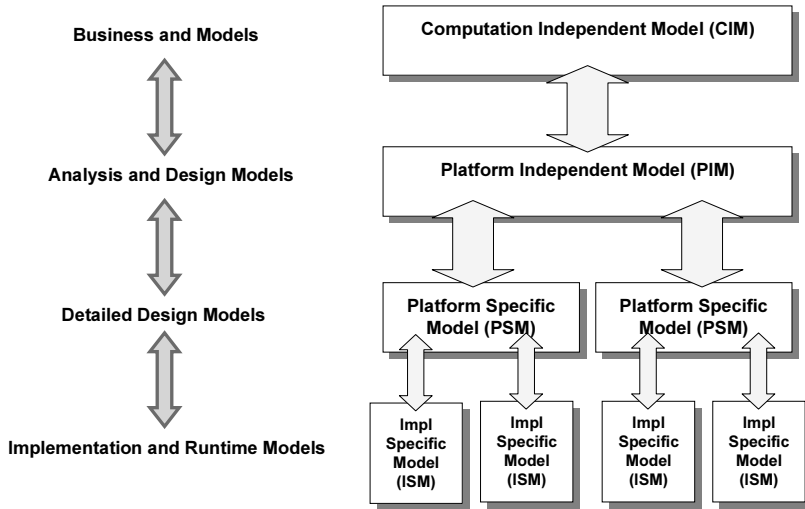 Business and Models
Computation Independent Model (CIM)
Analysis and Design Models
Platform Independent Model (PIM)
Detailed Design Models
Platform Specific
Model (PSM)
Platform Specific
Model (PSM)
Implementation and Runtime Models
Impl
Specific
Model
(ISM)
Impl
Specific
Model
(ISM)
Impl
Specific
Model
(ISM)
Impl
Specific
Model
(ISM)